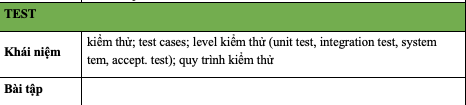 TEST
Khái niệm
kiểm thử; test cases; level kiểm thử (unit test, integration test, system
tem, accept. test); quy trình kiểm thử
Bài tập